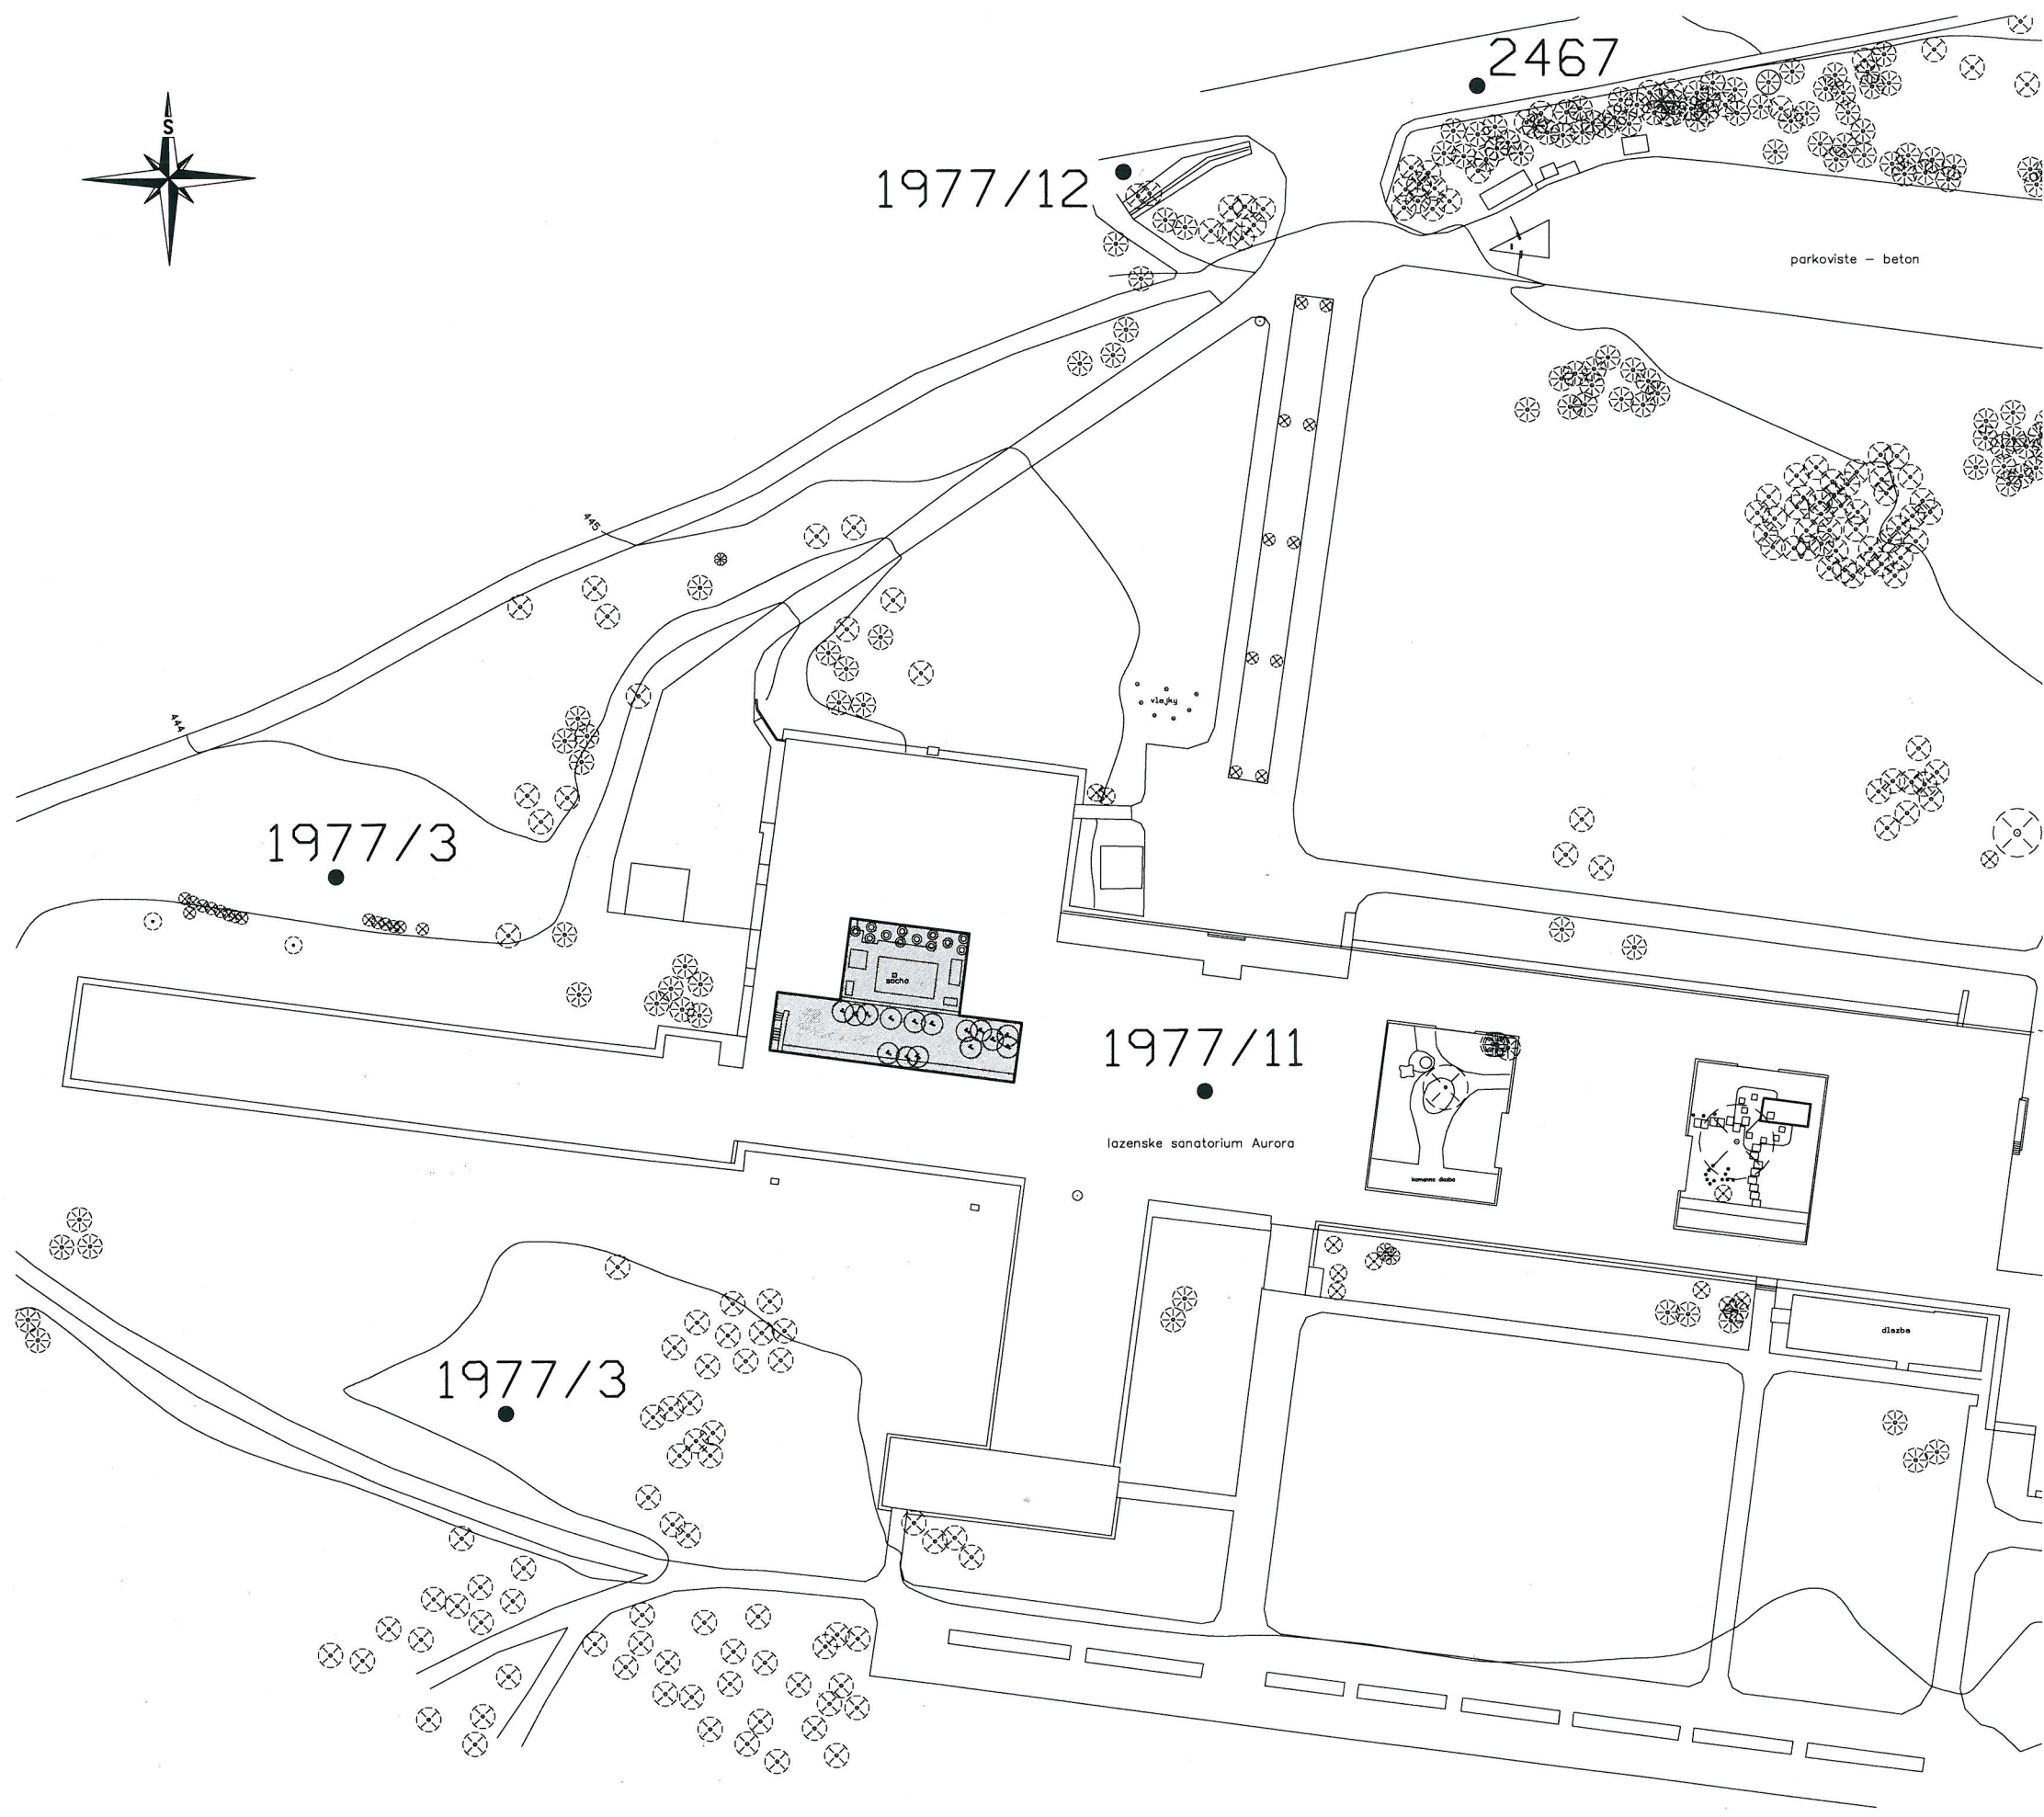 2467
S
1977/12
parkoviste – beton
445
vlajky
444
1977/3
socha
1977/11
lazenske sanatorium Aurora
kamenna dlazba
dlazba
1977/3